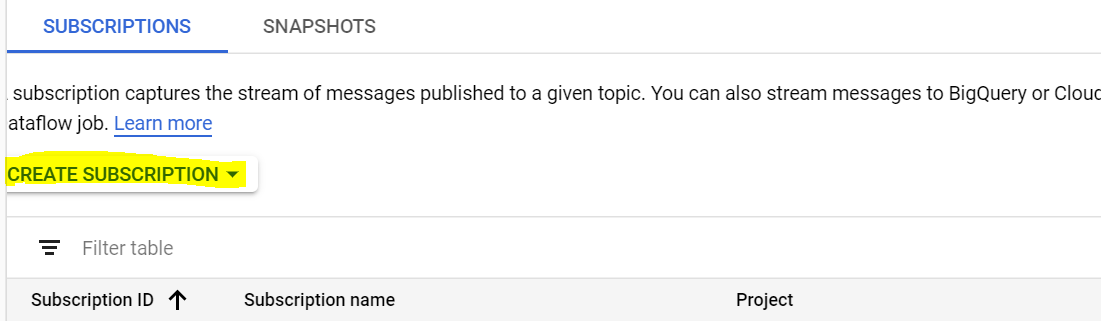 SUBSCRIPTIONS SNAPSHOTS
subscription captures the stream of messages published to a given topic. You can also stream messages to BigQuery or Cloud
ataflow job. Learn more
CREATE SUBSCRIPTION
Filter table
Subscription ID Subscription name Project